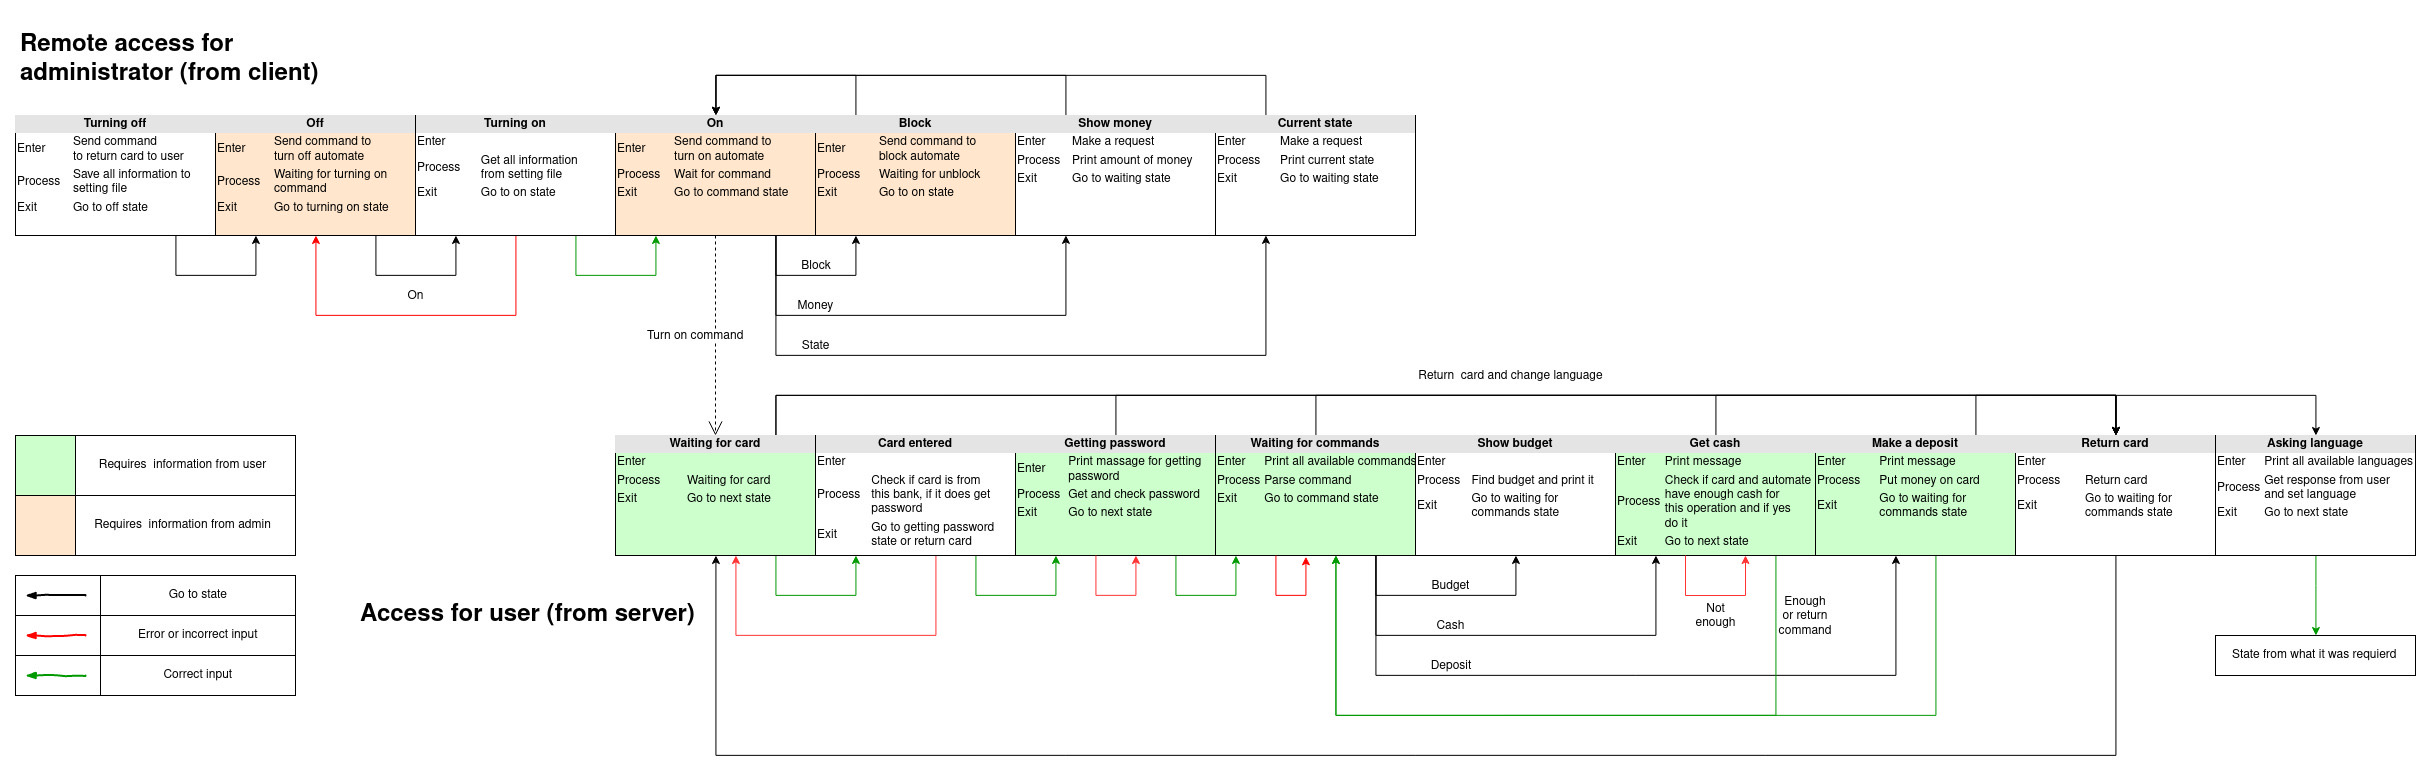 Remote access for
administrator (from client)
Turning off
Enter
Send command
to return card to user
Process
Save all information to
setting file
Exit
Go to off state
Off
Enter
Send command to
turn off automate
Process
Waiting for turning on
command
Exit
Go to turning on state
Turning on
Enter
Process
Get all information
from setting file
Exit
Go to on state
On
Enter
Send command to
turn on automate
Process
Wait for command
Exit
Go to command state
Block
Enter
Send command to
block automate
Process
Waiting for unblock
Exit
Go to on state
Show money
Enter
Make a request
Process
Print amount of money
Exit
Go to waiting state
Current state
Enter
Make a request
Process
Print current state
Exit
Go to waiting state
On
Block
Money
State
Turn on command
Return  card and change language
Requires  information from user
Requires  information from admin
Go to state
Error or incorrect input
Correct input
Access for user (from server)
Waiting for card
Enter
Process
Waiting for card
Exit
Go to next state
Card entered
Enter
Process
Check if card is from
this bank, if it does get
password
Exit
Go to getting password
state or return card
Getting password
Enter
Print massage for getting
password
Process
Get and check password
Exit
Go to next state
Waiting for commands
Enter
Print all available commands
Process
Parse command
Exit
Go to command state
Show budget
Enter
Process
Find budget and print it
Exit
Go to waiting for
commands state
Get cash
Enter
Print message
Process
Check if card and automate
have enough cash for
this operation and if yes
do it
Exit
Go to next state
Make a deposit
Enter
Print message
Process
Put money on card
Exit
Go to waiting for
commands state
Return card
Enter
Process
Return card
Exit
Go to waiting for
commands state
Asking language
Enter
Print all available languages
Process
Get response from user
and set language
Exit
Go to next state
Budget
Cash
Deposit
Not
enough
Enough
or return
command
State from what it was requierd